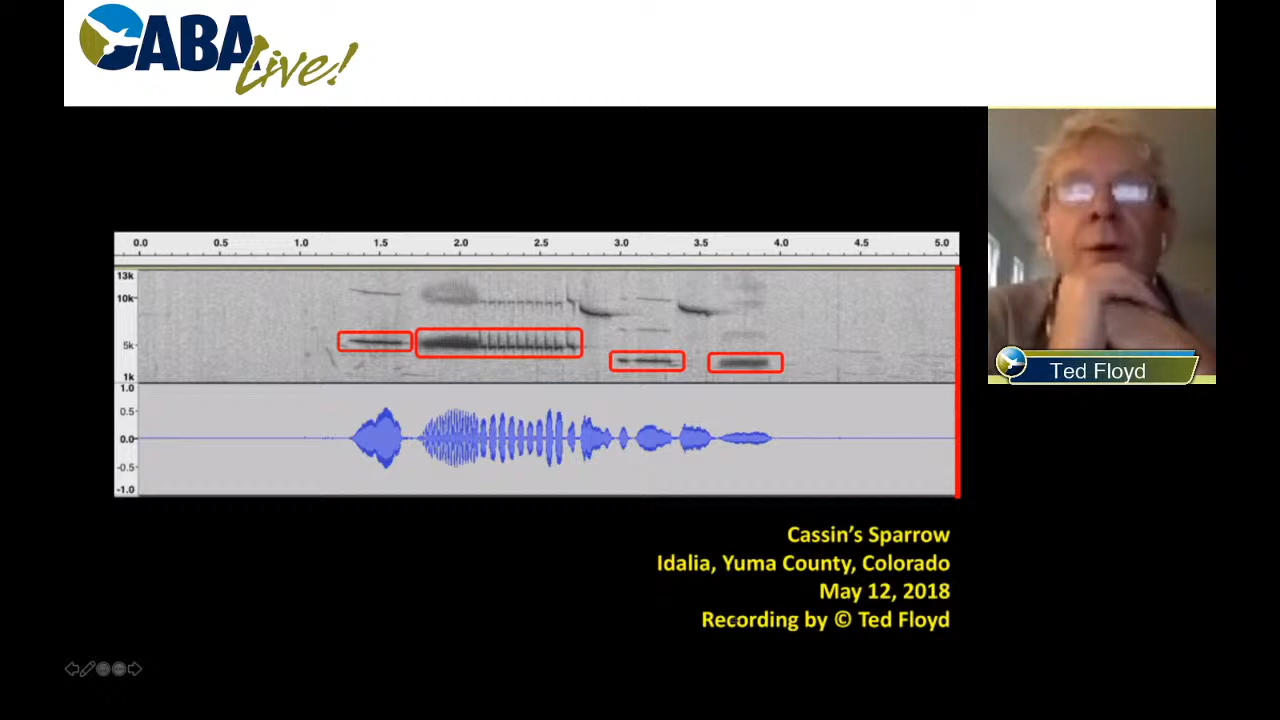 ABA
Live!
0.0 0.5 1.0 1.5 2.0 2.5 3.0 3.5 4.0 4.5 5.0
13k
10k
5k
1k
1.0
0.5
0.0
-0.5
-1.0
Ted Floyd
Cassin’s Sparrow
Idalia, Yuma County, Colorado
May 12, 2018
Recording by © Ted Floyd